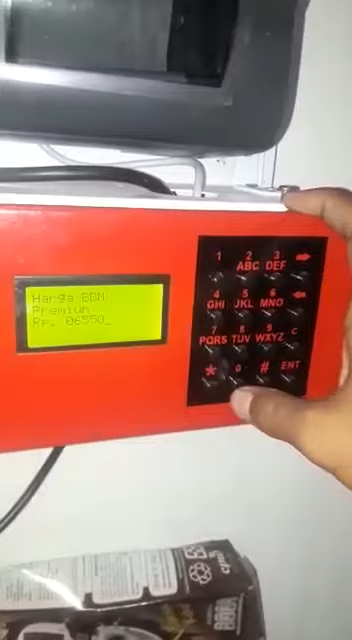 Harga BBM
Premium
Rp. 06550_
1 2 ABC 3 DEF →
4 GHI 5 JKL 6 MNO ←
7 PQRS 8 TUV 9 WXYZ C
* 0 # ENT